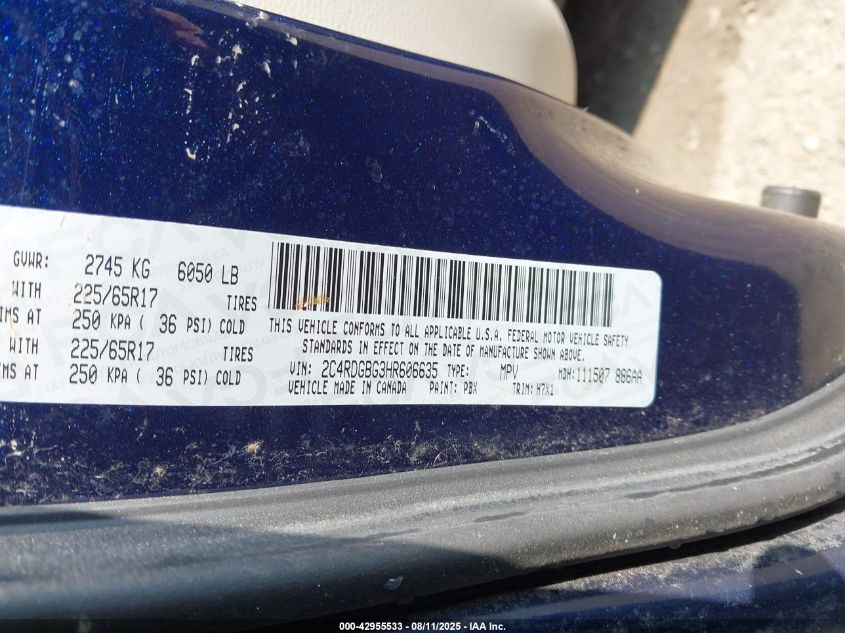 GVWR: 2745 KG 6050 LB
WITH 225/65R17 TIRES
IMS AT 250 KPA ( 36 PSI) COLD
WITH 225/65R17 TIRES
IMS AT 250 KPA ( 36 PSI) COLD
THIS VEHICLE CONFORMS TO ALL APPLICABLE U.S.A. FEDERAL MOTOR VEHICLE SAFETY
STANDARDS IN EFFECT ON THE DATE OF MANUFACTURE SHOWN ABOVE.
VIN: 2C4RDGBG3HR606635 TYPE: MPV MDH: 111507 886AA
VEHICLE MADE IN CANADA PAINT: PBX TRIM: H7X1
000-42955533 - 08/11/2025 - IAA Inc.